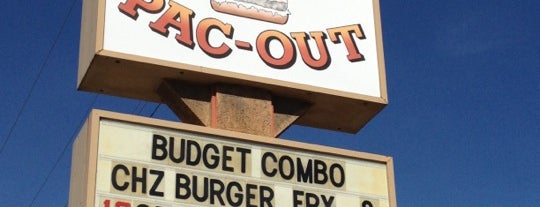 PAC-OUT
BUDGET COMBO
CHZ BURGER FRY